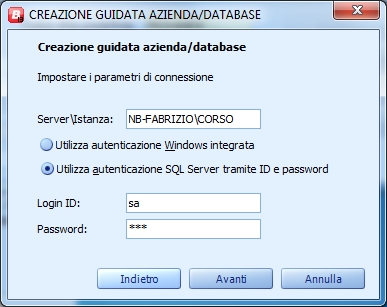 CREAZIONE GUIDATA AZIENDA/DATABASE
Creazione guidata azienda/database
Impostare i parametri di connessione
Server\Istanza: NB-FABRIZIO\CORSO
Utilizza autenticazione Windows integrata
Utilizza autenticazione SQL Server tramite ID e password
Login ID: sa
Password: ***
Indietro Avanti Annulla